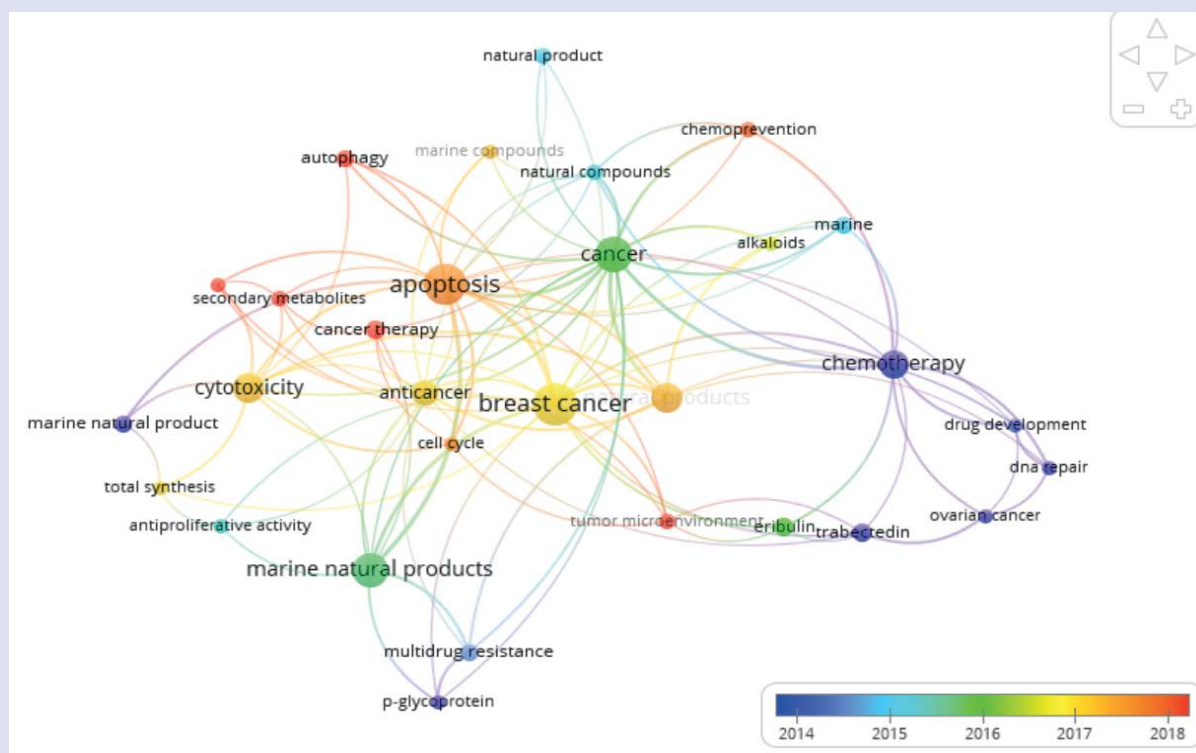 natural product
chemoprevention
marine compounds
autophagy
natural compounds
marine
alkaloids
cancer
apoptosis
secondary metabolites
cancer therapy
chemotherapy
cytotoxicity
anticancer
breast cancer
natural products
marine natural product
drug development
cell cycle
dna repair
total synthesis
ovarian cancer
antiproliferative activity
tumor microenvironment
eribulin
trabectedin
marine natural products
multidrug resistance
p-glycoprotein
2014 2015 2016 2017 2018